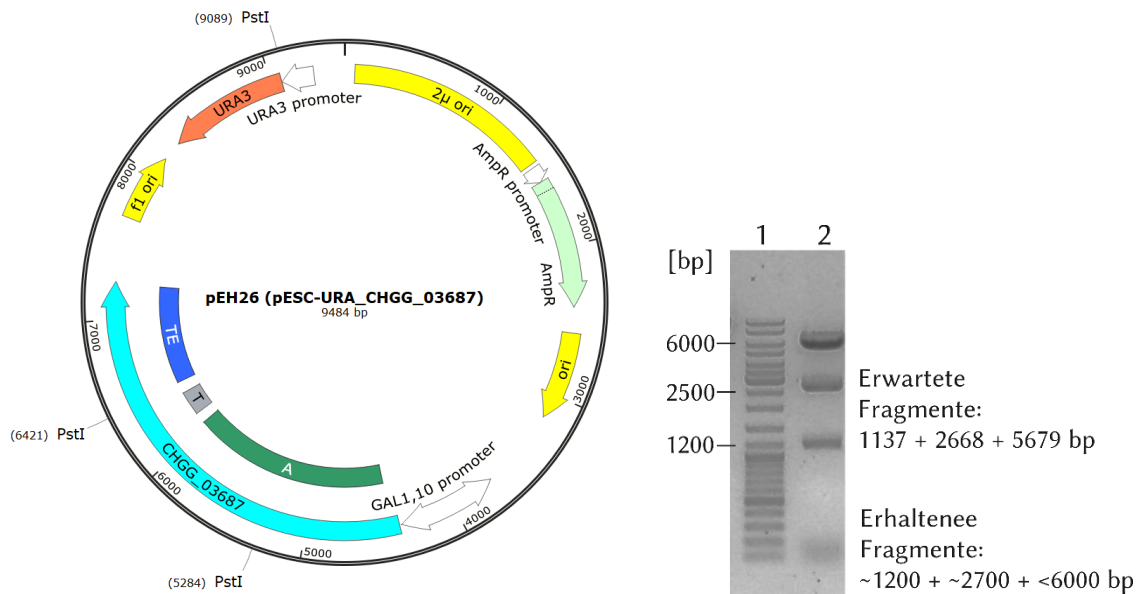 (9089) PstI
9000
URA3
URA3 promoter
2μ ori
1000
AmpR promoter
2000
AmpR
8000
f1 ori
pEH26 (pESC-URA_CHGG_03687)
9484 bp
TE
7000
ori
3000
T
(6421) PstI
A
CHGG_03687
GAL1,10 promoter
6000
4000
5000
(5284) PstI
1 2
[bp]
6000
2500
1200
Erwartete
Fragmente:
1137 + 2668 + 5679 bp
Erhaltenee
Fragmente:
~1200 + ~2700 + <6000 bp